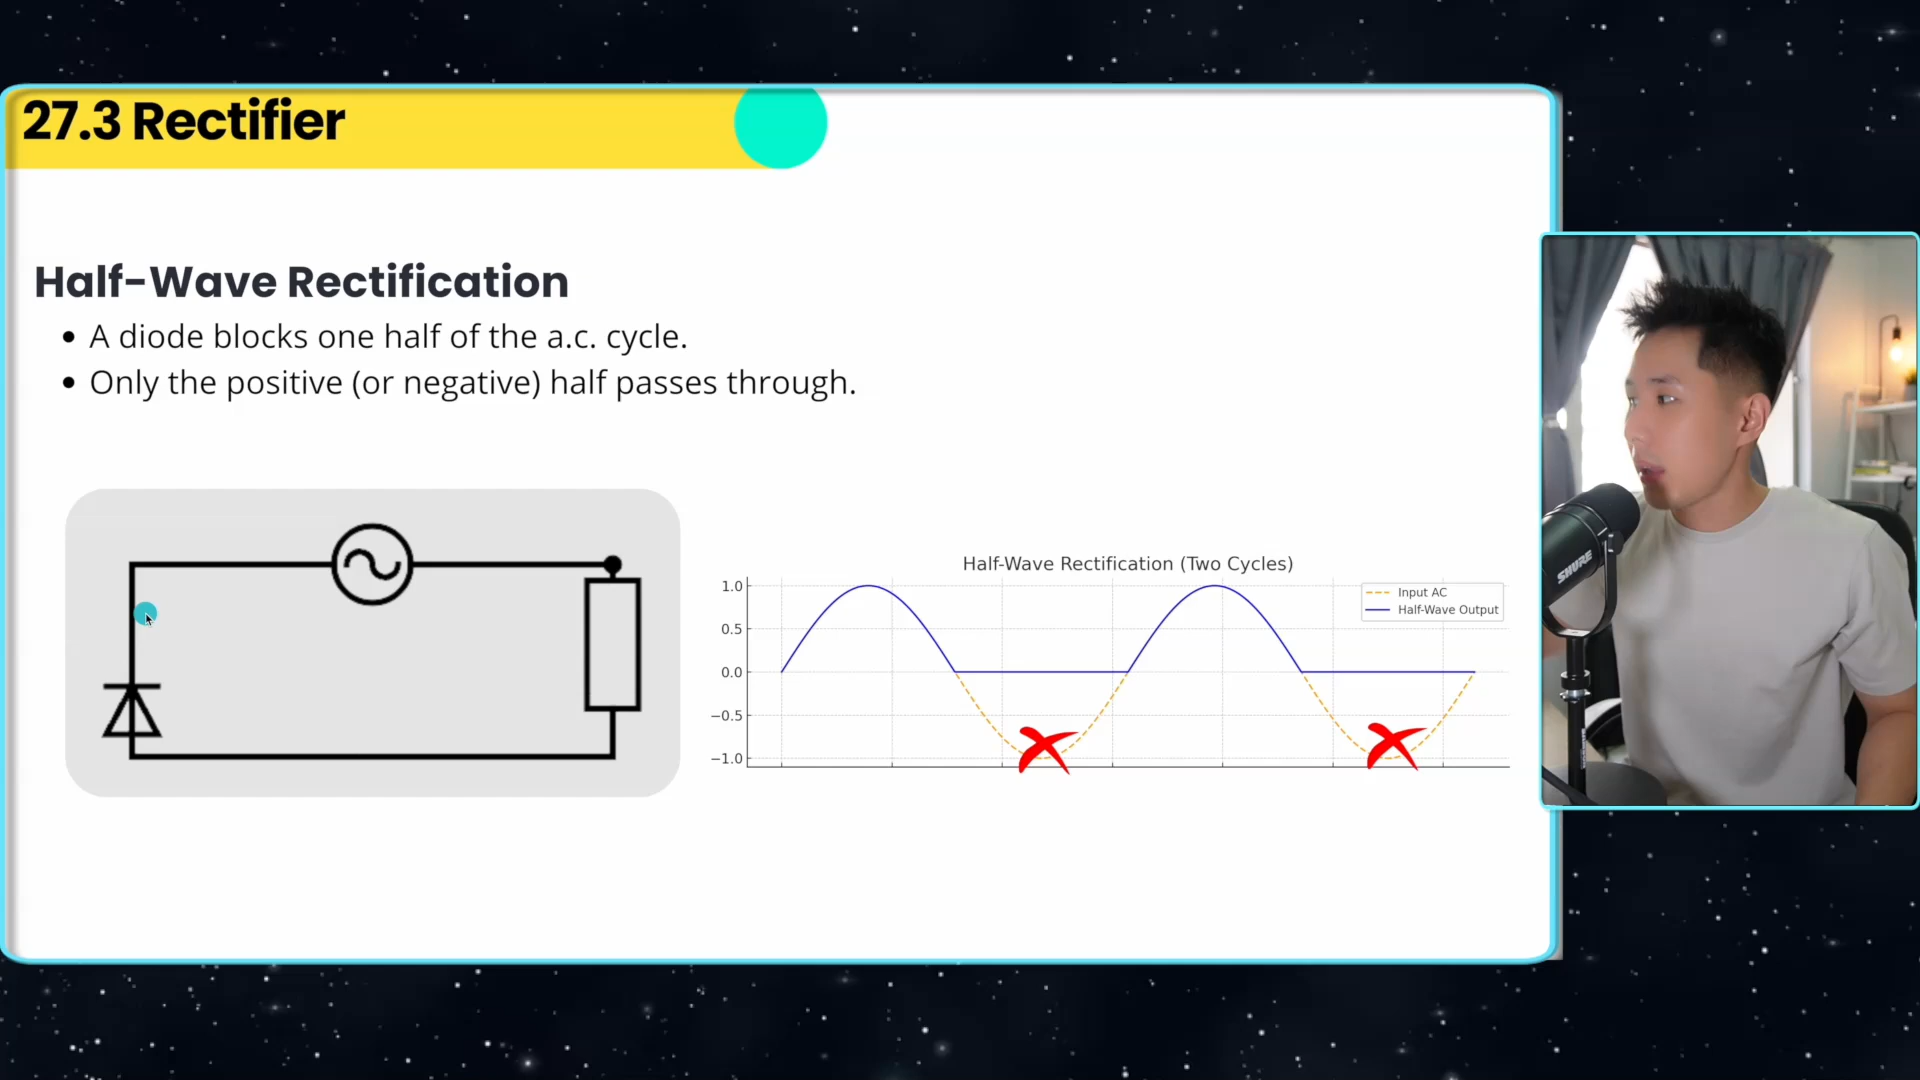 27.3 Rectifier
Half-Wave Rectification
• A diode blocks one half of the a.c. cycle.
• Only the positive (or negative) half passes through.
Half-Wave Rectification (Two Cycles)
1.0
0.5
0.0
−0.5
−1.0
Input AC
Half-Wave Output
SHURE